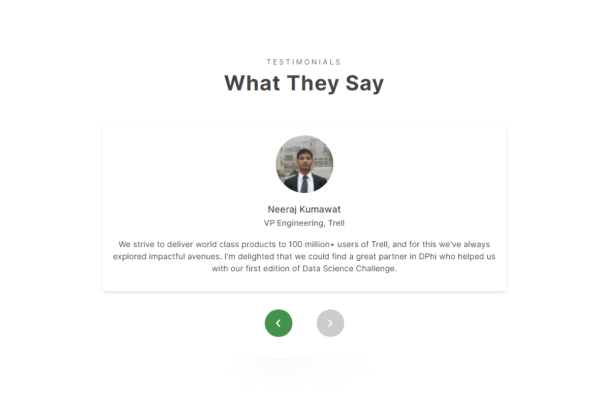 TESTIMONIALS
What They Say
Neeraj Kumawat
VP Engineering, Trell
We strive to deliver world class products to 100 million+ users of Trell, and for this we've always
explored impactful avenues. I'm delighted that we could find a great partner in DPhi who helped us
with our first edition of Data Science Challenge.